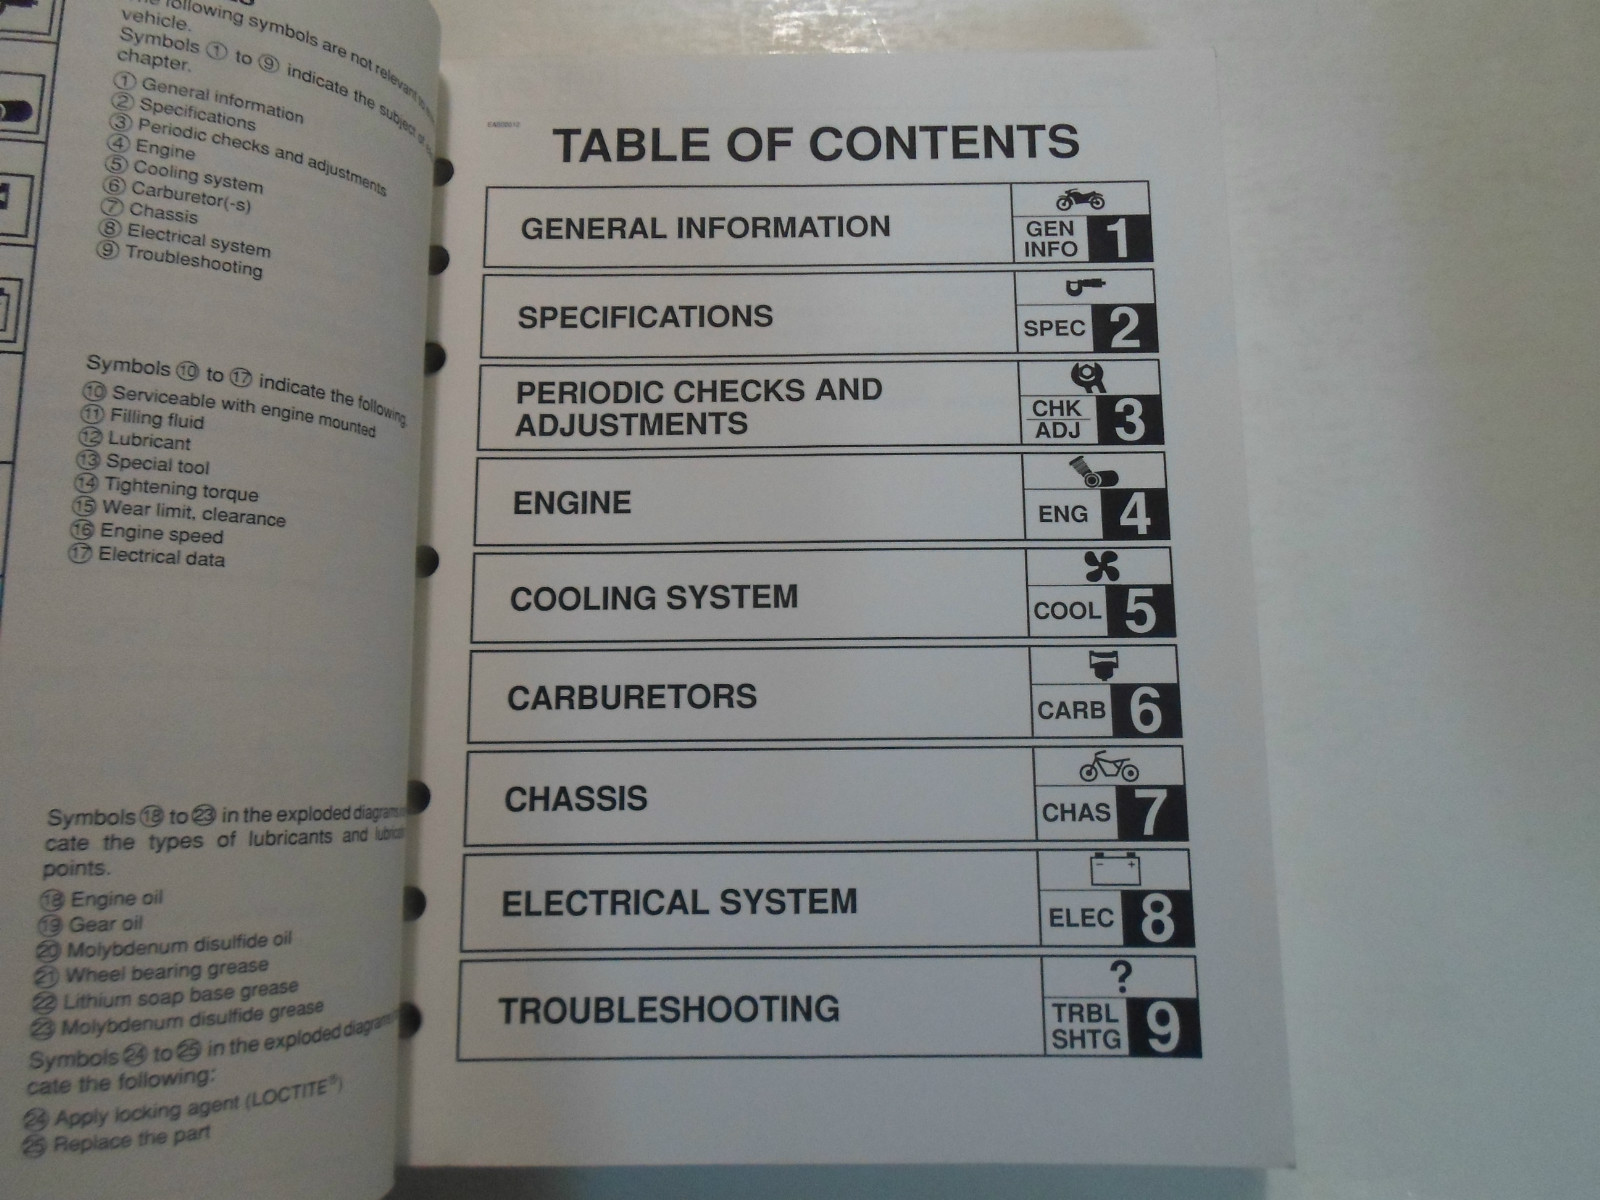 The following symbols are not relevant to
vehicle.
Symbols ① to ⑨ indicate the subject of
chapter.
① General information
② Specifications
③ Periodic checks and adjustments
④ Engine
⑤ Cooling system
⑥ Carburetor(-s)
⑦ Chassis
⑧ Electrical system
⑨ Troubleshooting
Symbols ⑩ to ⑰ indicate the following.
⑩ Serviceable with engine mounted
⑪ Filling fluid
⑫ Lubricant
⑬ Special tool
⑭ Tightening torque
⑮ Wear limit, clearance
⑯ Engine speed
⑰ Electrical data
Symbols ⑱ to ㉓ in the exploded diagrams
cate the types of lubricants and
points.
⑱ Engine oil
⑲ Gear oil
⑳ Molybdenum disulfide oil
㉑ Wheel bearing grease
㉒ Lithium soap base grease
㉓ Molybdenum disulfide grease
Symbols ㉔ to ㉕ in the exploded diagrams
cate the following:
㉔ Apply locking agent (LOCTITE®)
㉕ Replace the part
TABLE OF CONTENTS
GENERAL INFORMATION
GEN
INFO 1
SPECIFICATIONS
SPEC 2
PERIODIC CHECKS AND
ADJUSTMENTS
CHK
ADJ 3
ENGINE
ENG 4
COOLING SYSTEM
COOL 5
CARBURETORS
CARB 6
CHASSIS
CHAS 7
ELECTRICAL SYSTEM
- +
ELEC 8
TROUBLESHOOTING
?
TRBL
SHTG 9